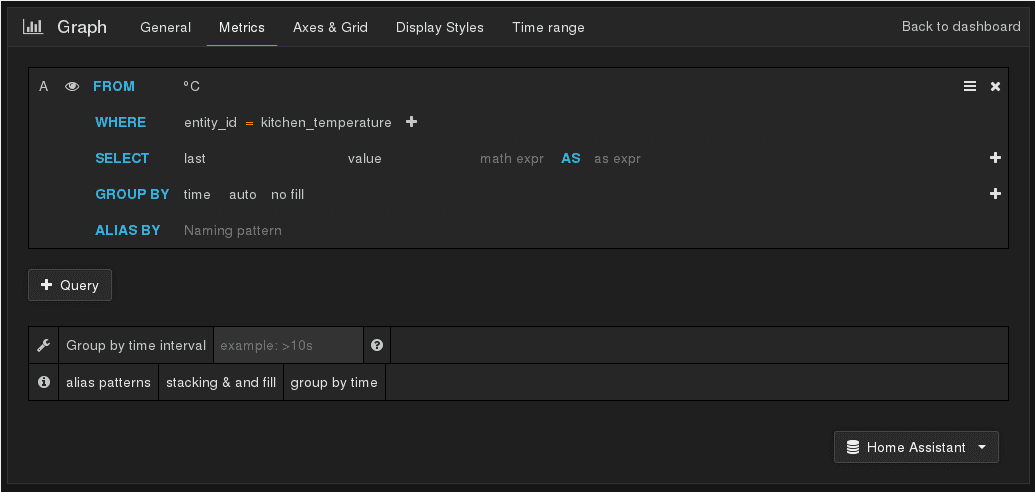 Graph General Metrics Axes & Grid Display Styles Time range Back to dashboard
A FROM °C
WHERE entity_id = kitchen_temperature +
SELECT last value math expr AS as expr +
GROUP BY time auto no fill +
ALIAS BY Naming pattern
+ Query
Group by time interval example: >10s ?
alias patterns stacking & and fill group by time
Home Assistant